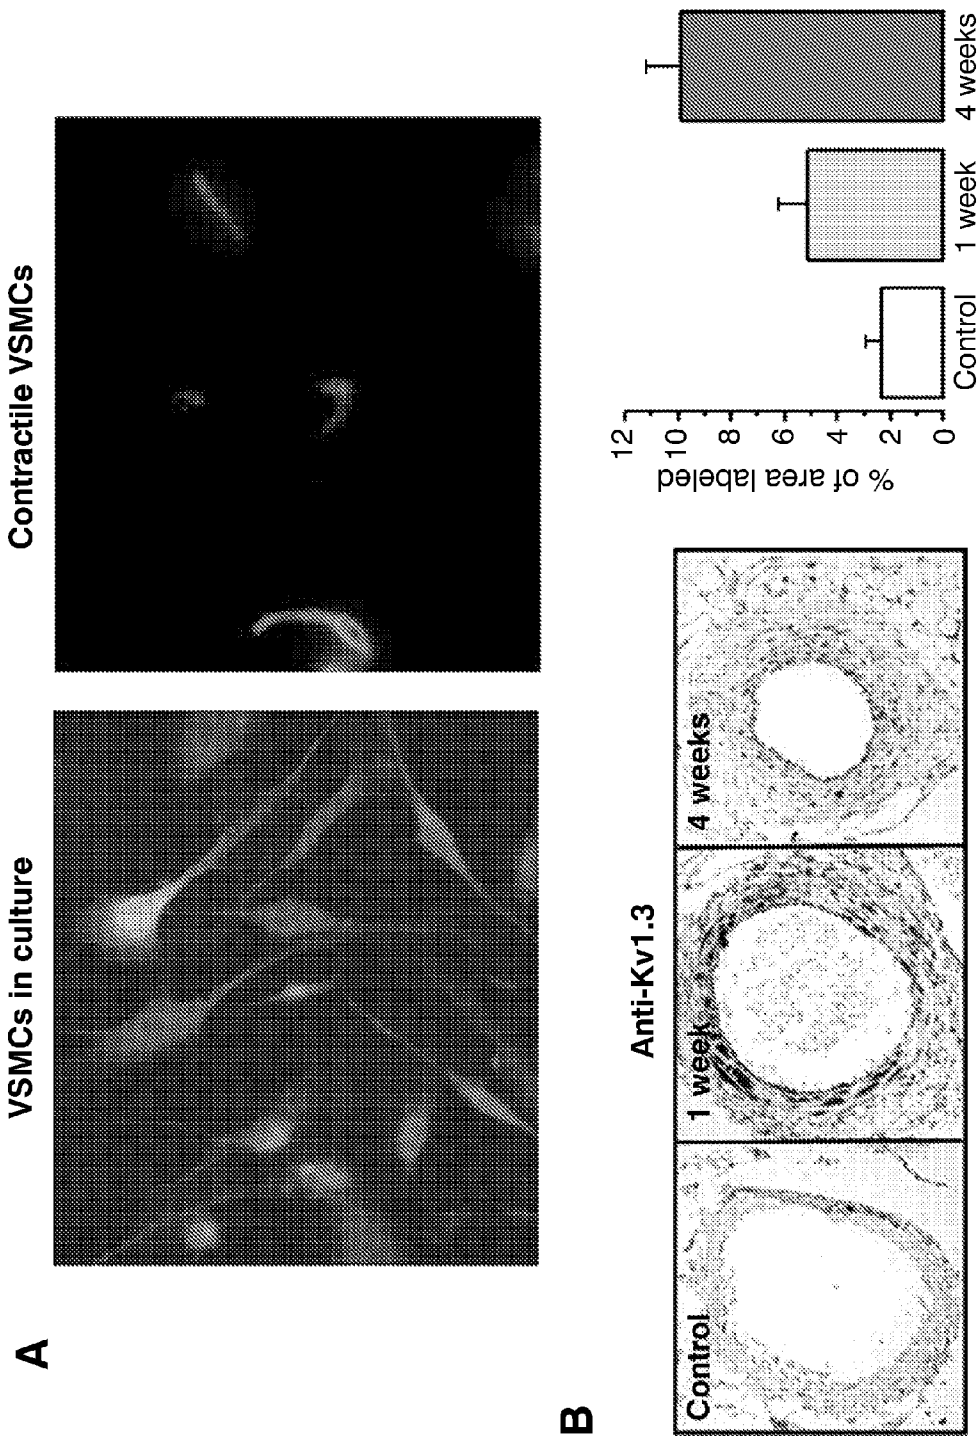 A
VSMCs in culture
Contractile VSMCs
B
Anti-Kv1.3
Control
1 week
4 weeks
% of area labeled
12
10
8
6
4
2
0
Control
1 week
4 weeks